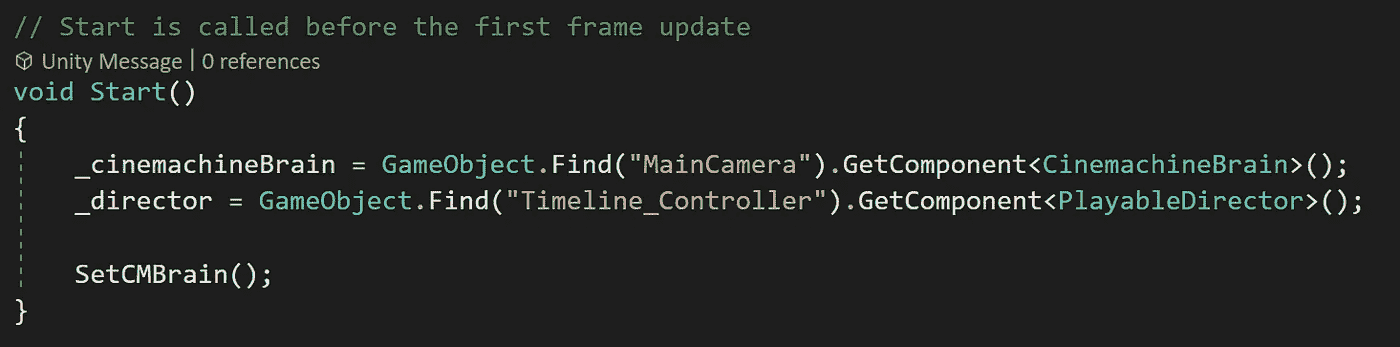 // Start is called before the first frame update
Unity Message | 0 references
void Start()
{
    _cinemachineBrain = GameObject.Find("MainCamera").GetComponent<CinemachineBrain>();
    _director = GameObject.Find("Timeline_Controller").GetComponent<PlayableDirector>();
    SetCMBrain();
}